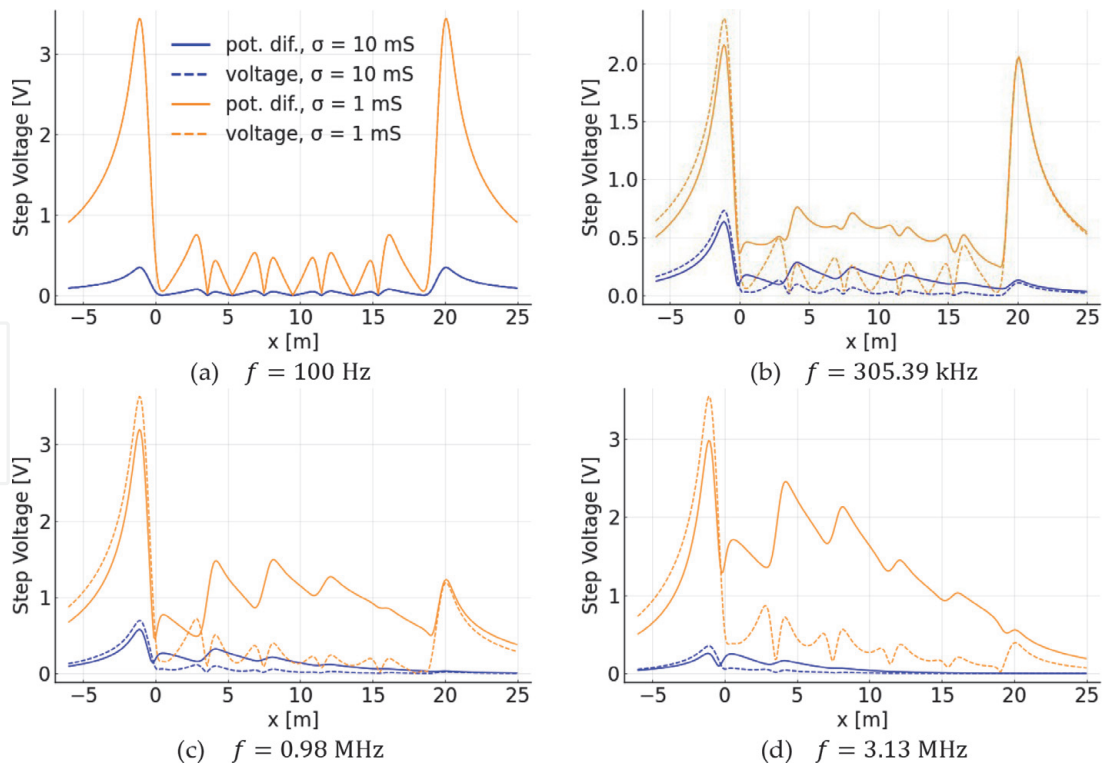 Step Voltage [V]
3
2
1
0
pot. dif., σ = 10 mS
voltage, σ = 10 mS
pot. dif., σ = 1 mS
voltage, σ = 1 mS
−5 0 5 10 15 20 25
x [m]
(a) f = 100 Hz
Step Voltage [V]
2.0
1.5
1.0
0.5
0.0
−5 0 5 10 15 20 25
x [m]
(b) f = 305.39 kHz
Step Voltage [V]
3
2
1
0
−5 0 5 10 15 20 25
x [m]
(c) f = 0.98 MHz
Step Voltage [V]
3
2
1
0
−5 0 5 10 15 20 25
x [m]
(d) f = 3.13 MHz